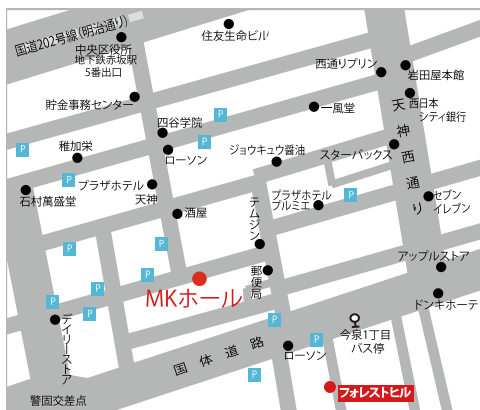 国道202号線(明治通り)
中央区役所
地下鉄赤坂駅
5番出口
住友生命ビル
西通りプリン
岩田屋本館
貯金事務センター
P
一風堂
西日本
シティ銀行
天神西通り
四谷学院
P
P
稚加栄
ローソン
ジョウキュウ醤油
スターバックス
P
プラザホテル
天神
プラザホテル
プルミエ
P
セブン
イレブン
石村萬盛堂
酒屋
テムジン
P
郵便局
アップルストア
P
P
MKホール
ドンキホーテ
P
P
デイリーストア
P
今泉1丁目
バス停
国体道路
ローソン
P
P
フォレストヒル
警固交差点